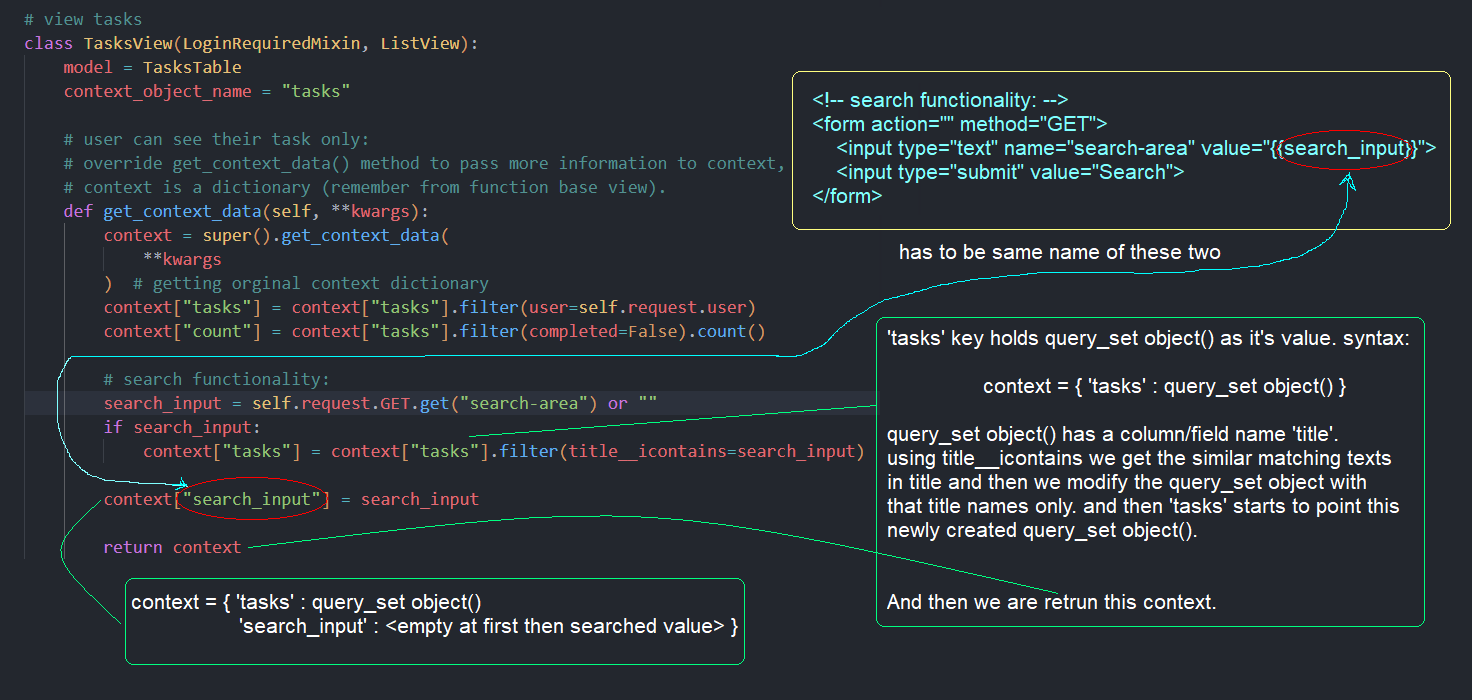 # view tasks
class TasksView(LoginRequiredMixin, ListView):
    model = TasksTable
    context_object_name = "tasks"

    # user can see their task only:
    # override get_context_data() method to pass more information to context,
    # context is a dictionary (remember from function base view).
    def get_context_data(self, **kwargs):
        context = super().get_context_data(
            **kwargs
        )  # getting orginal context dictionary
        context["tasks"] = context["tasks"].filter(user=self.request.user)
        context["count"] = context["tasks"].filter(completed=False).count()

        # search functionality:
        search_input = self.request.GET.get("search-area") or ""
        if search_input:
            context["tasks"] = context["tasks"].filter(title__icontains=search_input)

        context["search_input"] = search_input

        return context

<!-- search functionality: -->
<form action="" method="GET">
    <input type="text" name="search-area" value="{{search_input}}">
    <input type="submit" value="Search">
</form>

has to be same name of these two

'tasks' key holds query_set object() as it's value. syntax:

context = { 'tasks' : query_set object() }

query_set object() has a column/field name 'title'.
using title__icontains we get the similar matching texts
in title and then we modify the query_set object with
that title names only. and then 'tasks' starts to point this
newly created query_set object().

And then we are retrun this context.

context = { 'tasks' : query_set object()
'search_input' : <empty at first then searched value> }